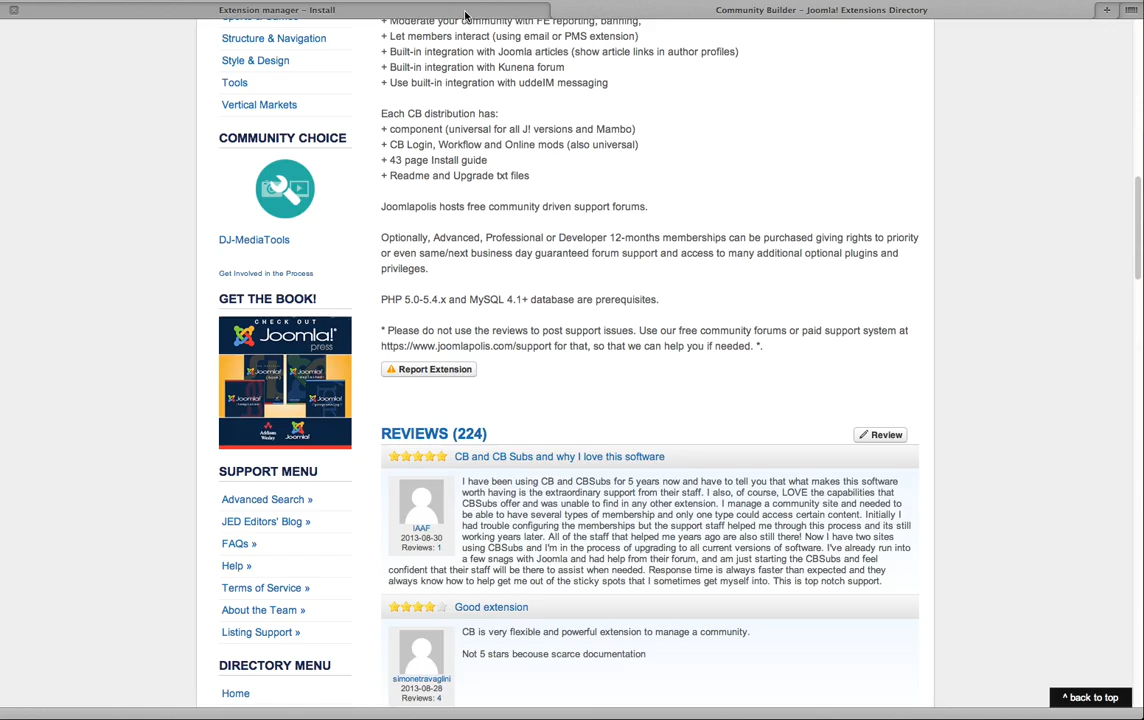 Extension manager – Install
Community Builder – Joomla! Extensions Directory
+ Moderate your community with FE reporting, banning,
Structure & Navigation
+ Let members interact (using email or PMS extension)
+ Built-in integration with Joomla articles (show article links in author profiles)
Style & Design
+ Built-in integration with Kunena forum
Tools
+ Use built-in integration with uddeIM messaging
Vertical Markets
Each CB distribution has:
+ component (universal for all J! versions and Mambo)
COMMUNITY CHOICE
+ CB Login, Workflow and Online mods (also universal)
+ 43 page Install guide
+ Readme and Upgrade txt files
Joomlapolis hosts free community driven support forums.
DJ-MediaTools
Optionally, Advanced, Professional or Developer 12-months memberships can be purchased giving rights to priority
or even same/next business day guaranteed forum support and access to many additional optional plugins and
privileges.
Get Involved in the Process
GET THE BOOK!
PHP 5.0-5.4.x and MySQL 4.1+ database are prerequisites.
CHECK OUT
Joomla!
press
* Please do not use the reviews to post support issues. Use our free community forums or paid support system at
https://www.joomlapolis.com/support for that, so that we can help you if needed. *.
Report Extension
Addison
Wesley
Joomla!
REVIEWS (224)
Review
CB and CB Subs and why I love this software
SUPPORT MENU
Advanced Search »
JED Editors' Blog »
FAQs »
Help »
Terms of Service »
About the Team »
Listing Support »
I have been using CB and CBSubs for 5 years now and have to tell you that what makes this software
worth having is the extraordinary support from their staff. I also, of course, LOVE the capabilities that
CBSubs offer and was unable to find in any other extension. I manage a community site and needed to
be able to have several types of membership and only one type could access certain content. Initially I
had trouble configuring the memberships but the support staff helped me through this process and its still
working years later. All of the staff that helped me years ago are also still there! Now I have two sites
using CBSubs and I'm in the process of upgrading to all current versions of software. I've already run into
a few snags with Joomla and had help from their forum, and am just starting the CBSubs and feel
confident that their staff will be there to assist when needed. Response time is always faster than expected and they
always know how to help get me out of the sticky spots that I sometimes get myself into. This is top notch support.
IAAF
2013-08-30
Reviews: 1
Good extension
CB is very flexible and powerful extension to manage a community.
Not 5 stars becouse scarce documentation
simonetravaglini
2013-08-28
Reviews: 4
DIRECTORY MENU
Home
^ back to top